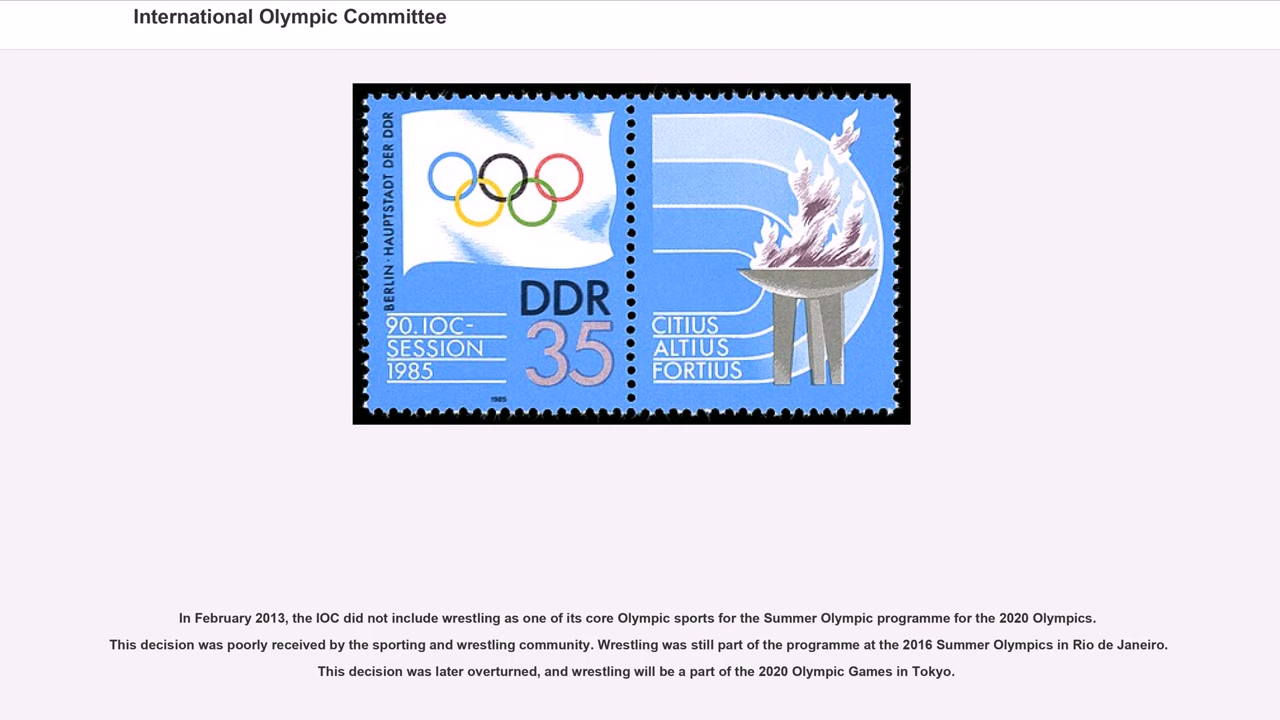 International Olympic Committee
BERLIN · HAUPTSTADT DER DDR
DDR
35
90. IOC-
SESSION
1985
1985
CITIUS
ALTIUS
FORTIUS
In February 2013, the IOC did not include wrestling as one of its core Olympic sports for the Summer Olympic programme for the 2020 Olympics.
This decision was poorly received by the sporting and wrestling community. Wrestling was still part of the programme at the 2016 Summer Olympics in Rio de Janeiro.
This decision was later overturned, and wrestling will be a part of the 2020 Olympic Games in Tokyo.